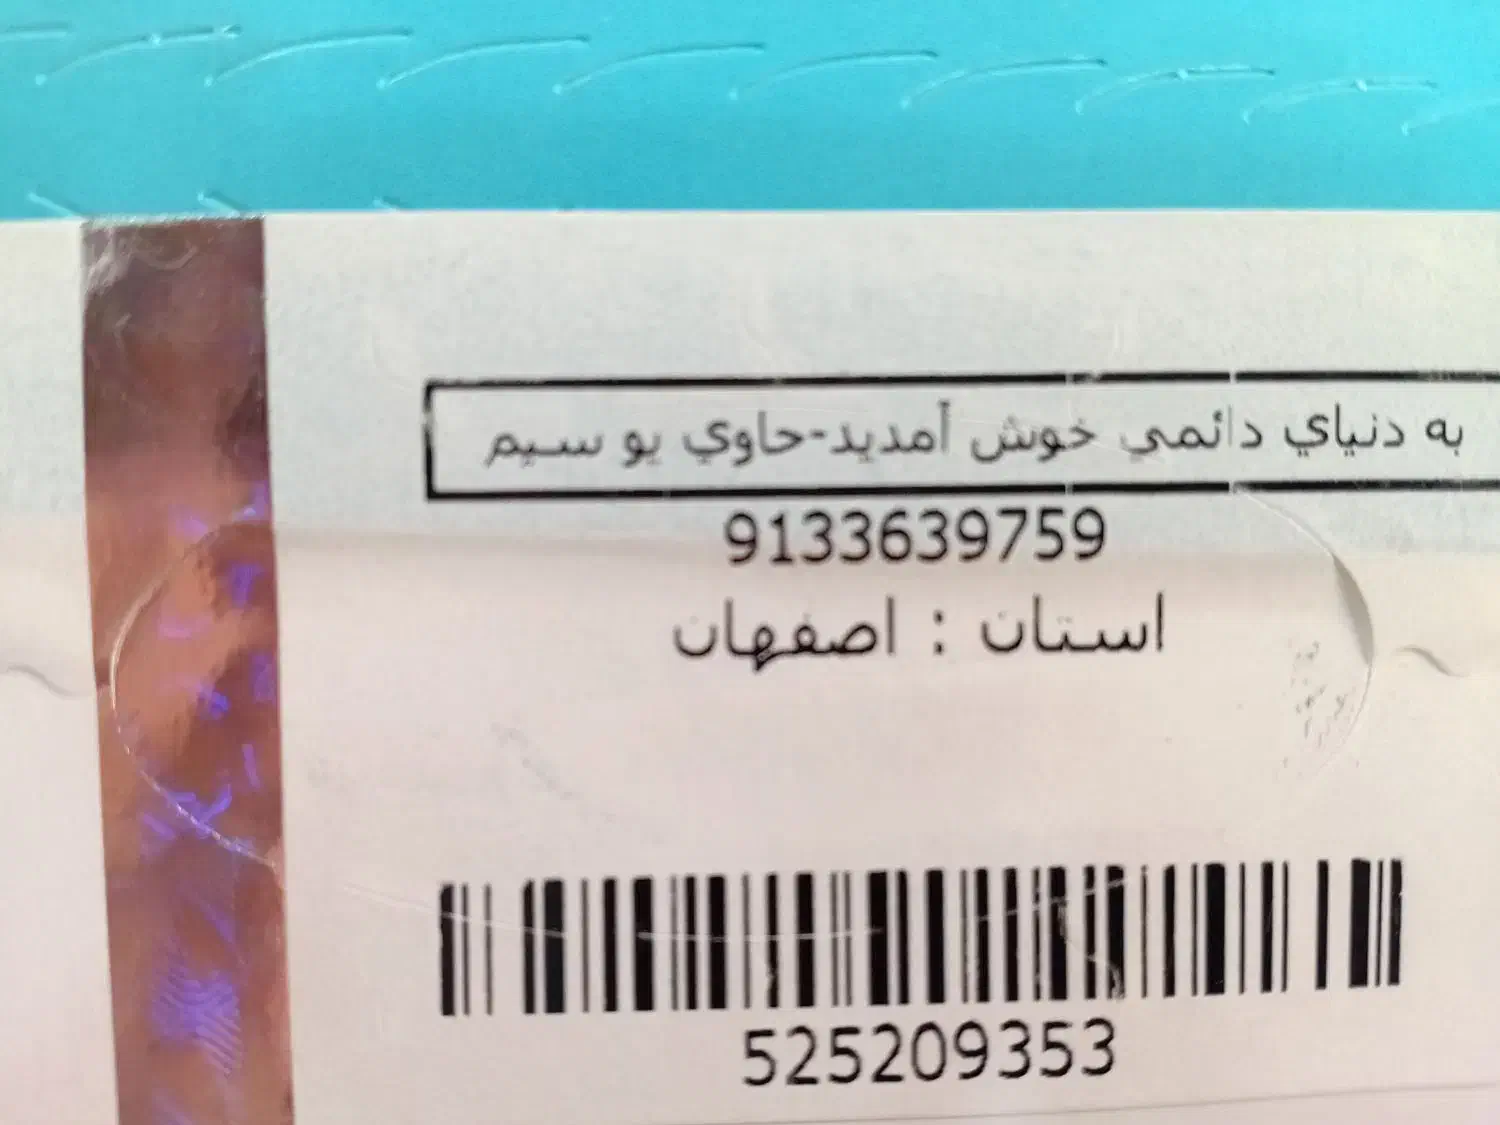 به دنياي دائمي خوش آمديد-حاوي يو سيم
9133639759
استان : اصفهان
525209353